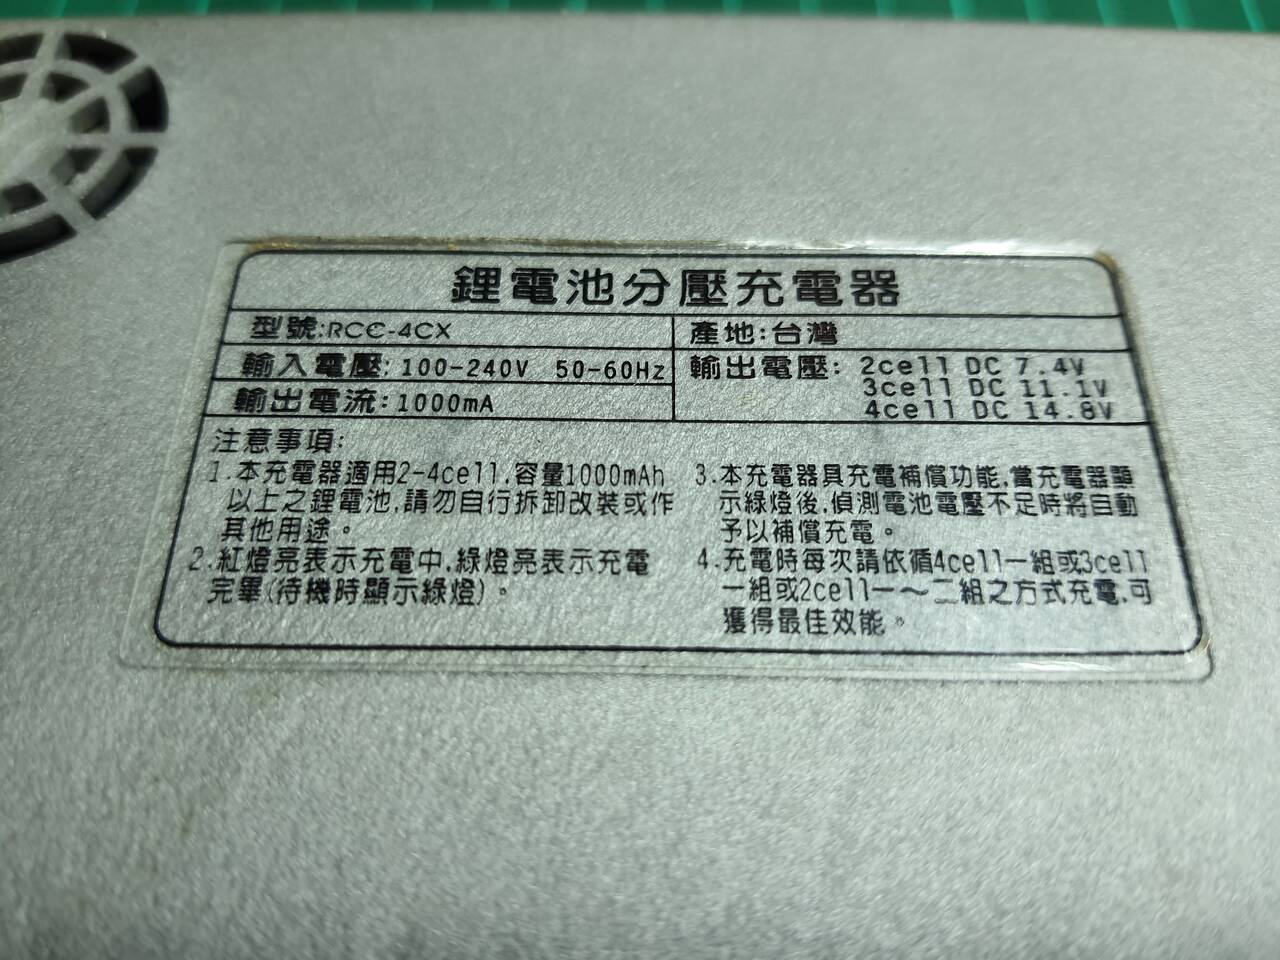 鋰電池分壓充電器
型號:RCC-4CX
產地:台灣
輸入電壓: 100-240V 50-60Hz
輸出電流:1000mA
輸出電壓: 2cell DC 7.4V
3cell DC 11.1V
4cell DC 14.8V
注意事項:
1.本充電器適用2-4cell,容量1000mAh
以上之鋰電池,請勿自行拆卸改裝或作
其他用途。
2.紅燈亮表示充電中,綠燈亮表示充電
完畢(待機時顯示綠燈)。
3.本充電器具充電補償功能,當充電器顯
示綠燈後,偵測電池電壓不足時將自動
予以補償充電。
4.充電時每次請依循4cell一組或3cell
一組或2cell一～二組之方式充電,可
獲得最佳效能。